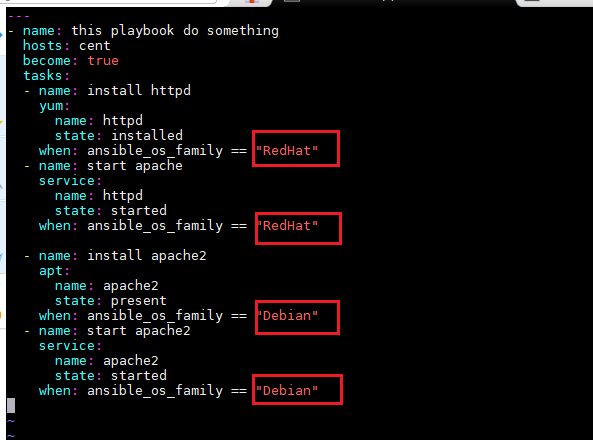 ---
- name: this playbook do something
  hosts: cent
  become: true
  tasks:
  - name: install httpd
    yum:
      name: httpd
      state: installed
    when: ansible_os_family == "RedHat"
  - name: start apache
    service:
      name: httpd
      state: started
    when: ansible_os_family == "RedHat"

  - name: install apache2
    apt:
      name: apache2
      state: present
    when: ansible_os_family == "Debian"
  - name: start apache2
    service:
      name: apache2
      state: started
    when: ansible_os_family == "Debian"
~
~